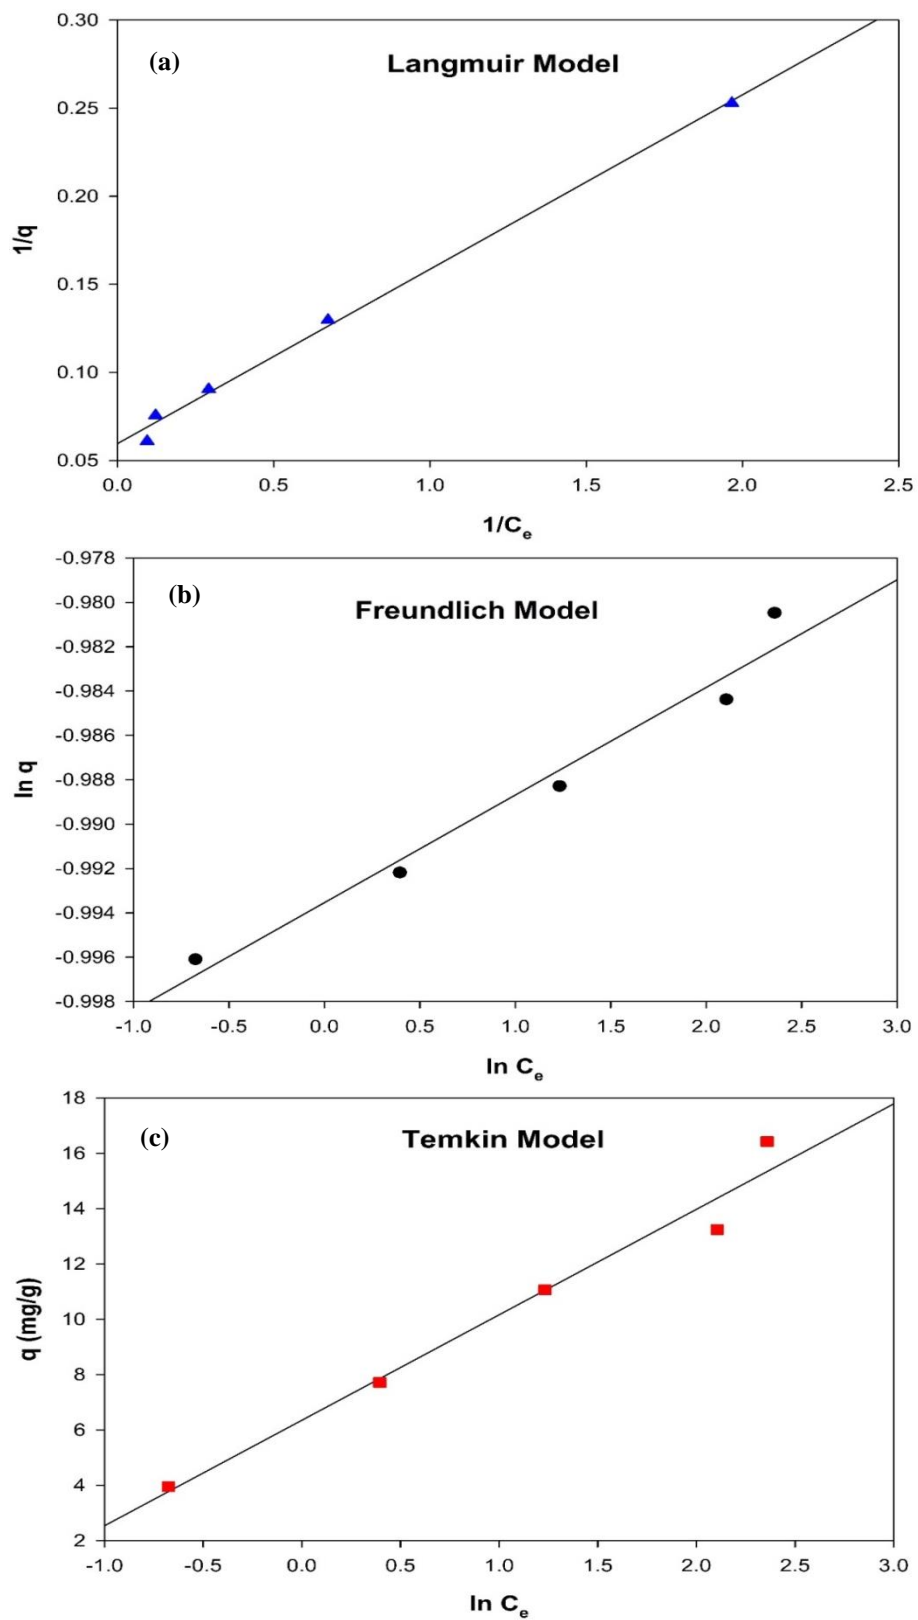 (a)
Langmuir Model
0.30
0.25
0.20
0.15
0.10
0.05
1/q
0.0 0.5 1.0 1.5 2.0 2.5
1/Ce
(b)
Freundlich Model
-0.978
-0.980
-0.982
-0.984
-0.986
-0.988
-0.990
-0.992
-0.994
-0.996
-0.998
ln q
-1.0 -0.5 0.0 0.5 1.0 1.5 2.0 2.5 3.0
ln Ce
(c)
Temkin Model
18
16
14
12
10
8
6
4
2
q (mg/g)
-1.0 -0.5 0.0 0.5 1.0 1.5 2.0 2.5 3.0
ln Ce